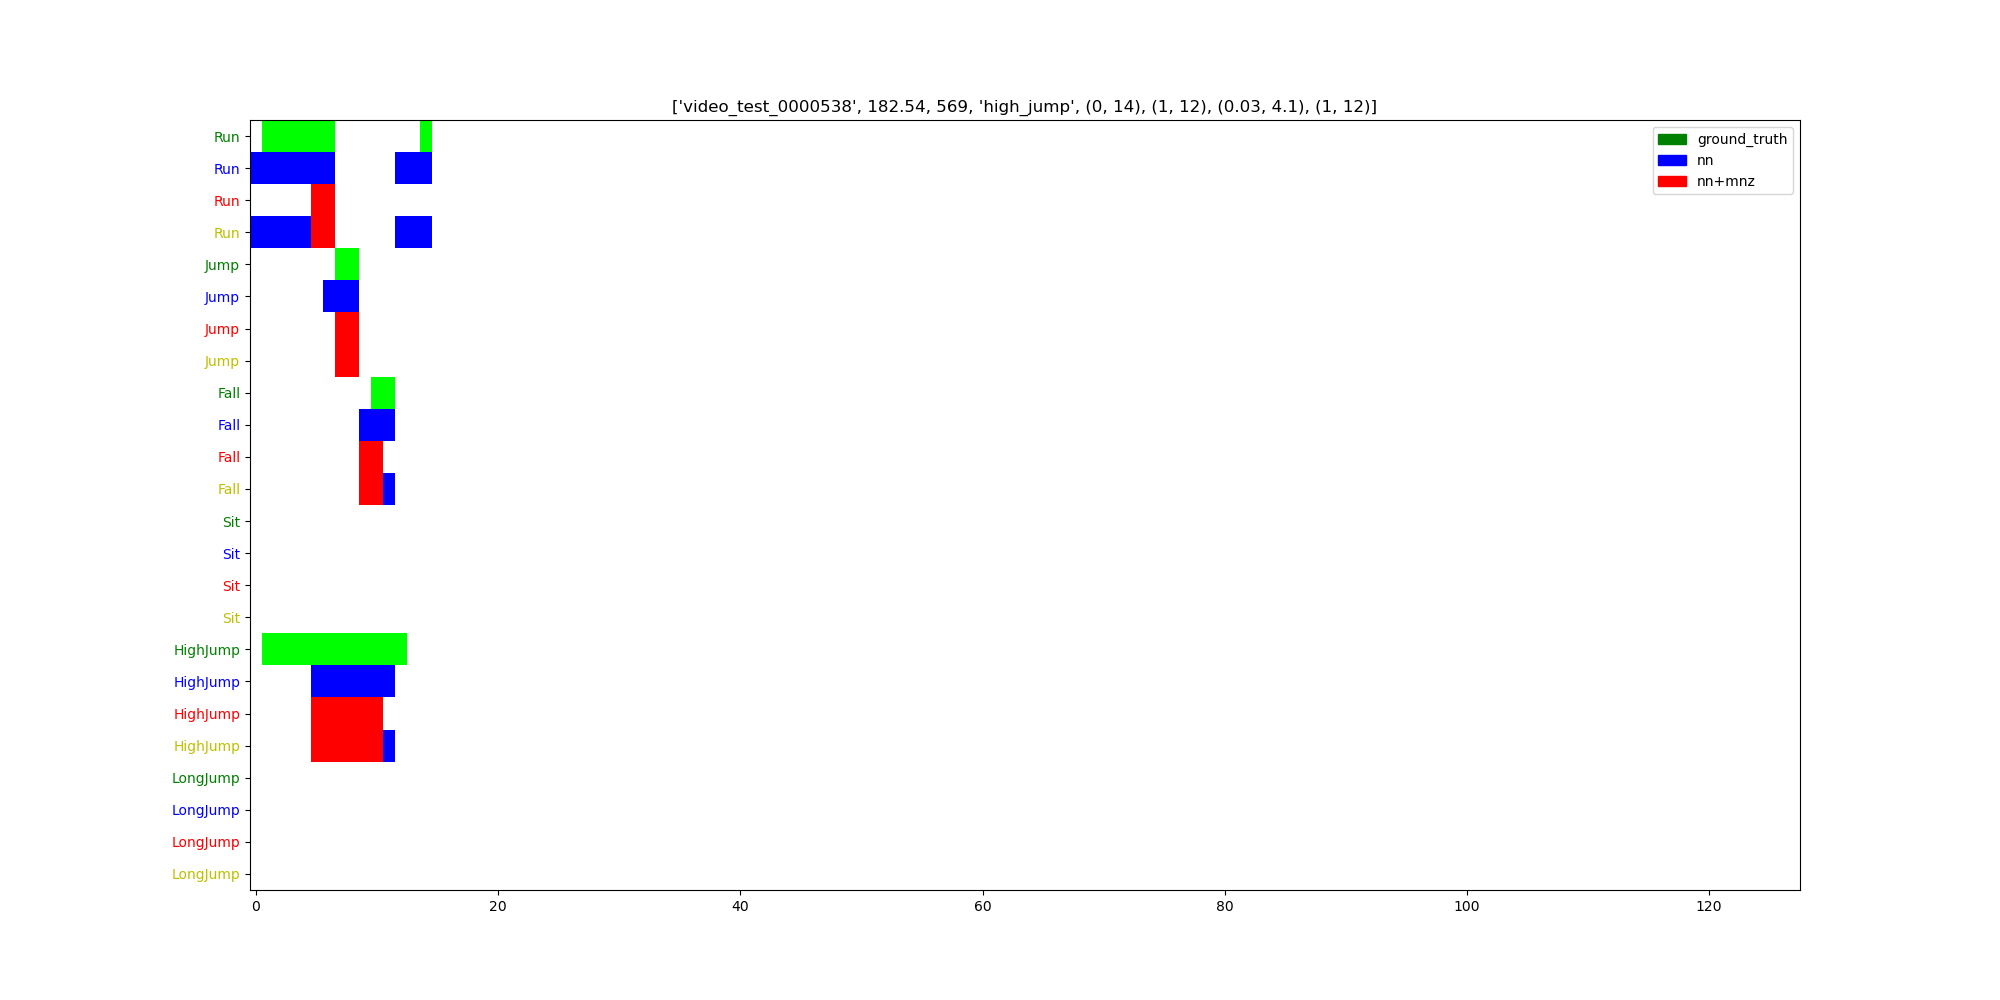 ['video_test_0000538', 182.54, 569, 'high_jump', (0, 14), (1, 12), (0.03, 4.1), (1, 12)]
ground_truth
nn
nn+mnz
Run
Run
Run
Run
Jump
Jump
Jump
Jump
Fall
Fall
Fall
Fall
Sit
Sit
Sit
Sit
HighJump
HighJump
HighJump
HighJump
LongJump
LongJump
LongJump
LongJump
0 20 40 60 80 100 120